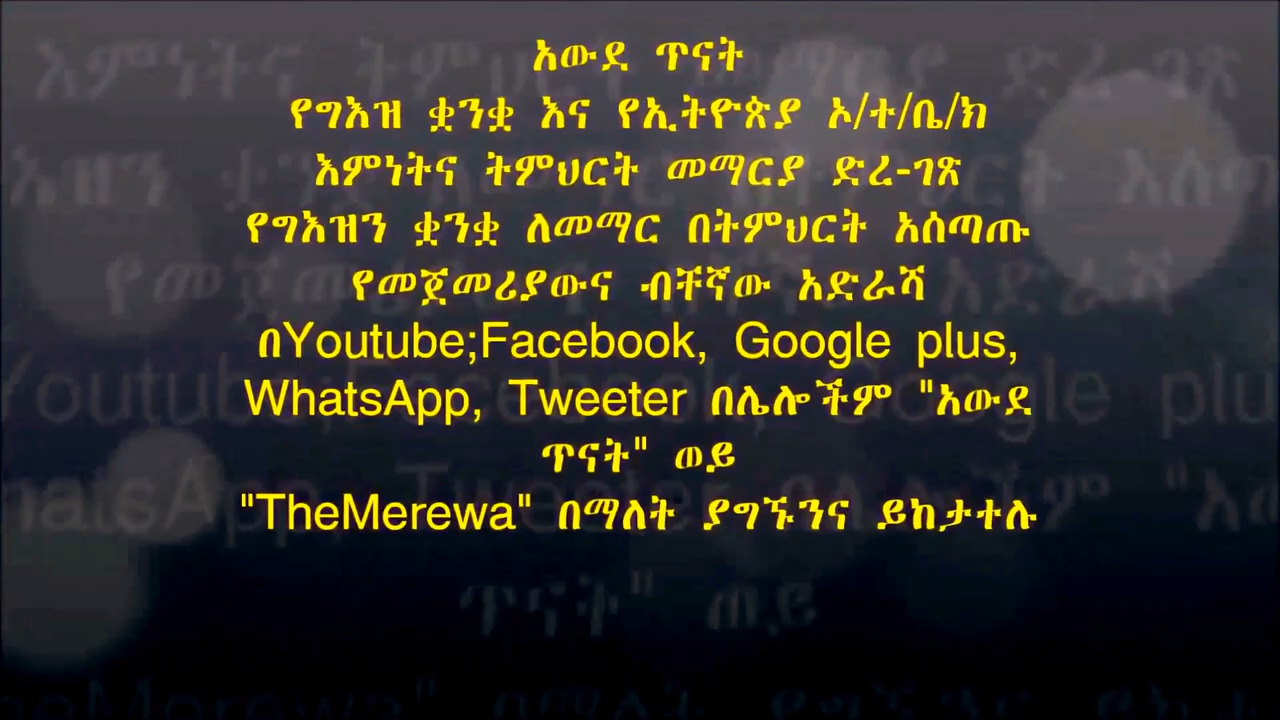 አውደ ጥናት
የግእዝ ቋንቋ እና የኢትዮጵያ ኦ/ተ/ቤ/ክ
እምነትና ትምህርት መማርያ ድረ-ገጽ
የግእዝን ቋንቋ ለመማር በትምህርት አሰጣጡ
የመጀመሪያውና ብቸኛው አድራሻ
በYoutube;Facebook, Google plus,
WhatsApp, Tweeter በሌሎችም "አውደ
ጥናት" ወይ
"TheMerewa" በማለት ያግኙንና ይከታተሉ